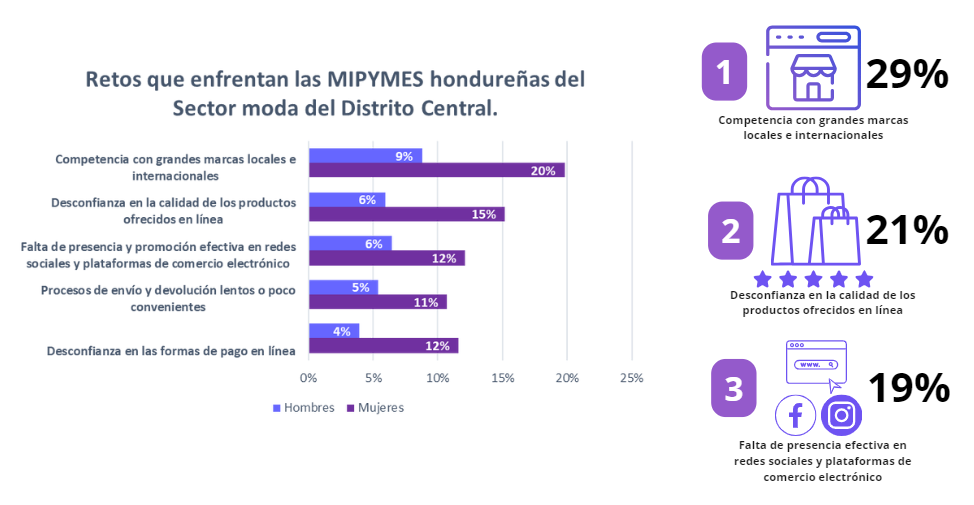 Retos que enfrentan las MIPYMES hondureñas del
Sector moda del Distrito Central.
Competencia con grandes marcas locales e
internacionales
9%
20%
Desconfianza en la calidad de los productos
ofrecidos en línea
6%
15%
Falta de presencia y promoción efectiva en redes
sociales y plataformas de comercio electrónico
6%
12%
Procesos de envío y devolución lentos o poco
convenientes
5%
11%
Desconfianza en las formas de pago en línea
4%
12%
0% 5% 10% 15% 20% 25%
Hombres Mujeres
1
29%
Competencia con grandes marcas
locales e internacionales
2
21%
Desconfianza en la calidad de los
productos ofrecidos en línea
www.
3
19%
Falta de presencia efectiva en
redes sociales y plataformas de
comercio electrónico